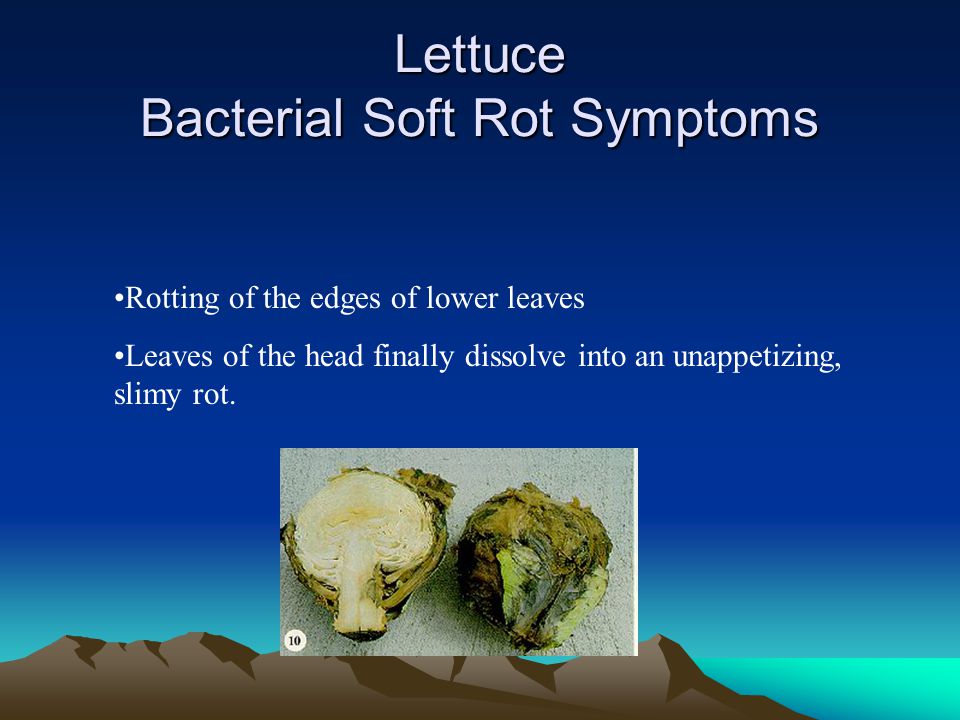 Lettuce
Bacterial Soft Rot Symptoms
•Rotting of the edges of lower leaves
•Leaves of the head finally dissolve into an unappetizing,
slimy rot.
10